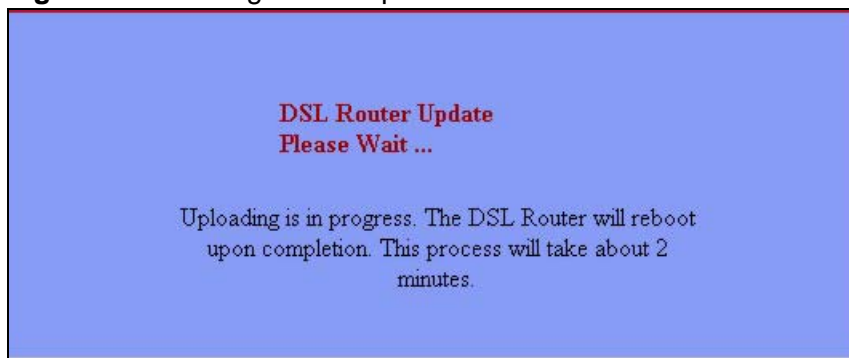 DSL Router Update
Please Wait ...
Uploading is in progress. The DSL Router will reboot
upon completion. This process will take about 2
minutes.